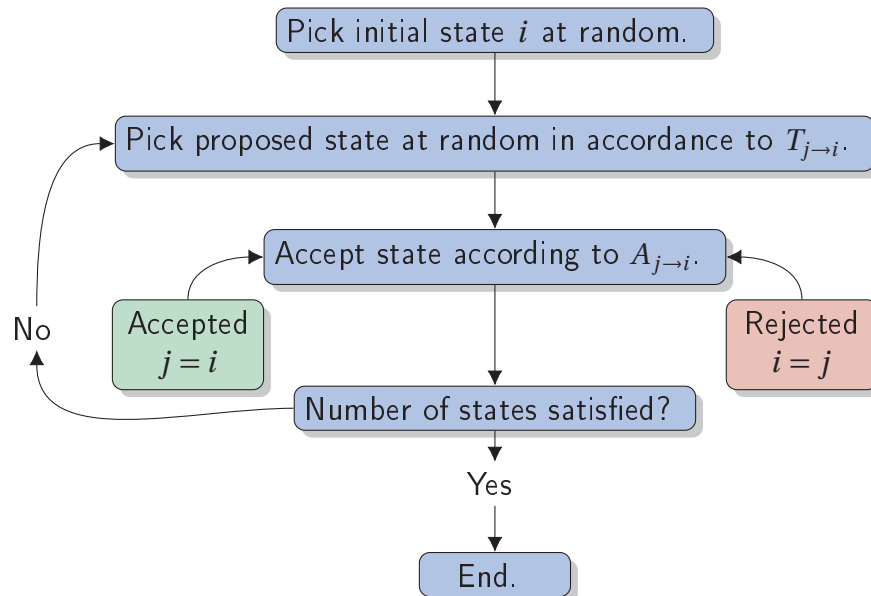 Pick initial state i at random.
Pick proposed state at random in accordance to T_{j→i}.
Accept state according to A_{j→i}.
Accepted
j = i
Rejected
i = j
No
Number of states satisfied?
Yes
End.